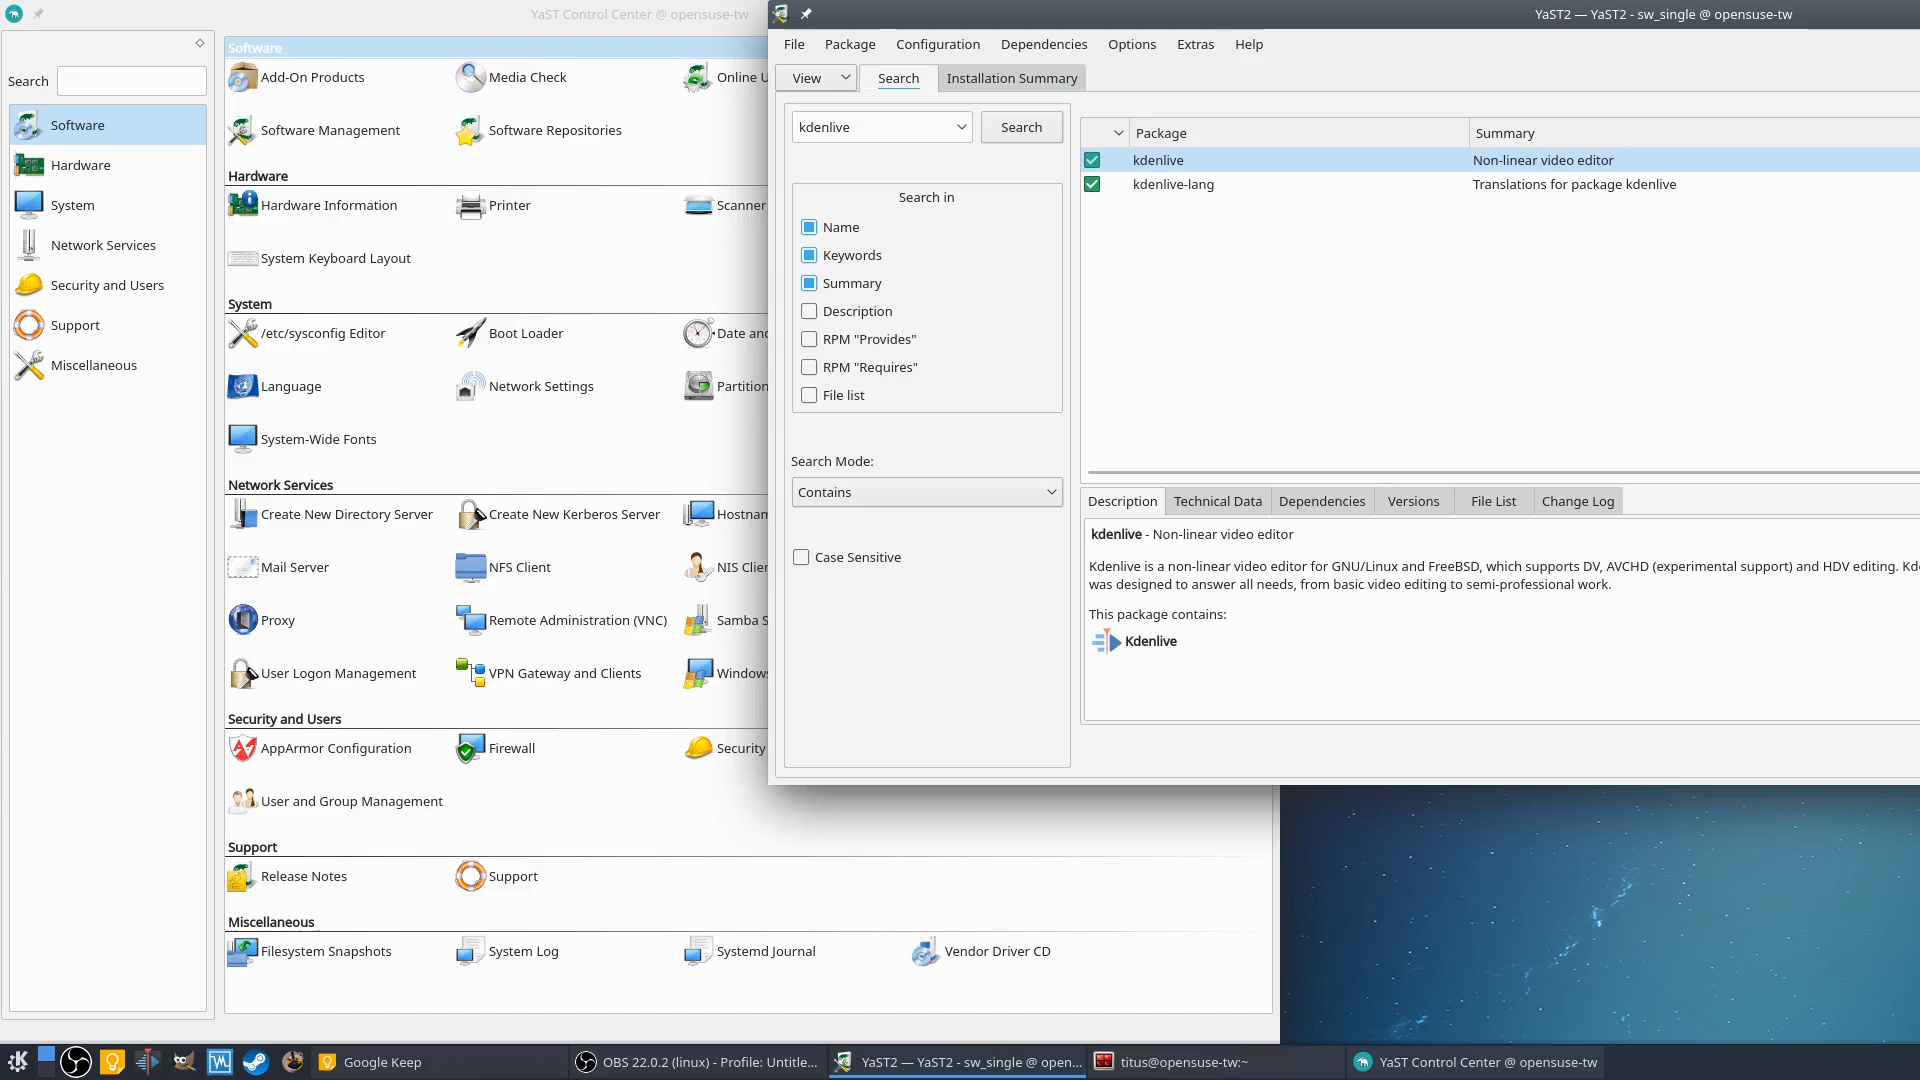 YaST Control Center @ opensuse-tw
Search
Software
Hardware
System
Network Services
Security and Users
Support
Miscellaneous
Software
Add-On Products
Media Check
Online U
Software Management
Software Repositories
Hardware
Hardware Information
Printer
Scanner
System Keyboard Layout
System
/etc/sysconfig Editor
Boot Loader
Date and
Language
Network Settings
Partition
System-Wide Fonts
Network Services
Create New Directory Server
Create New Kerberos Server
Hostnam
Mail Server
NFS Client
NIS Clien
Proxy
Remote Administration (VNC)
Samba S
User Logon Management
VPN Gateway and Clients
Windows
Security and Users
AppArmor Configuration
Firewall
Security
User and Group Management
Support
Release Notes
Support
Miscellaneous
Filesystem Snapshots
System Log
Systemd Journal
Vendor Driver CD
YaST2 — YaST2 - sw_single @ opensuse-tw
File Package Configuration Dependencies Options Extras Help
View Search Installation Summary
kdenlive
Search
Search in
Name
Keywords
Summary
Description
RPM "Provides"
RPM "Requires"
File list
Search Mode:
Contains
Case Sensitive
Package Summary
kdenlive Non-linear video editor
kdenlive-lang Translations for package kdenlive
Description Technical Data Dependencies Versions File List Change Log
kdenlive - Non-linear video editor
Kdenlive is a non-linear video editor for GNU/Linux and FreeBSD, which supports DV, AVCHD (experimental support) and HDV editing. Kde
was designed to answer all needs, from basic video editing to semi-professional work.
This package contains:
Kdenlive
Google Keep
OBS 22.0.2 (linux) - Profile: Untitle...
YaST2 — YaST2 - sw_single @ open...
titus@opensuse-tw:~
YaST Control Center @ opensuse-tw